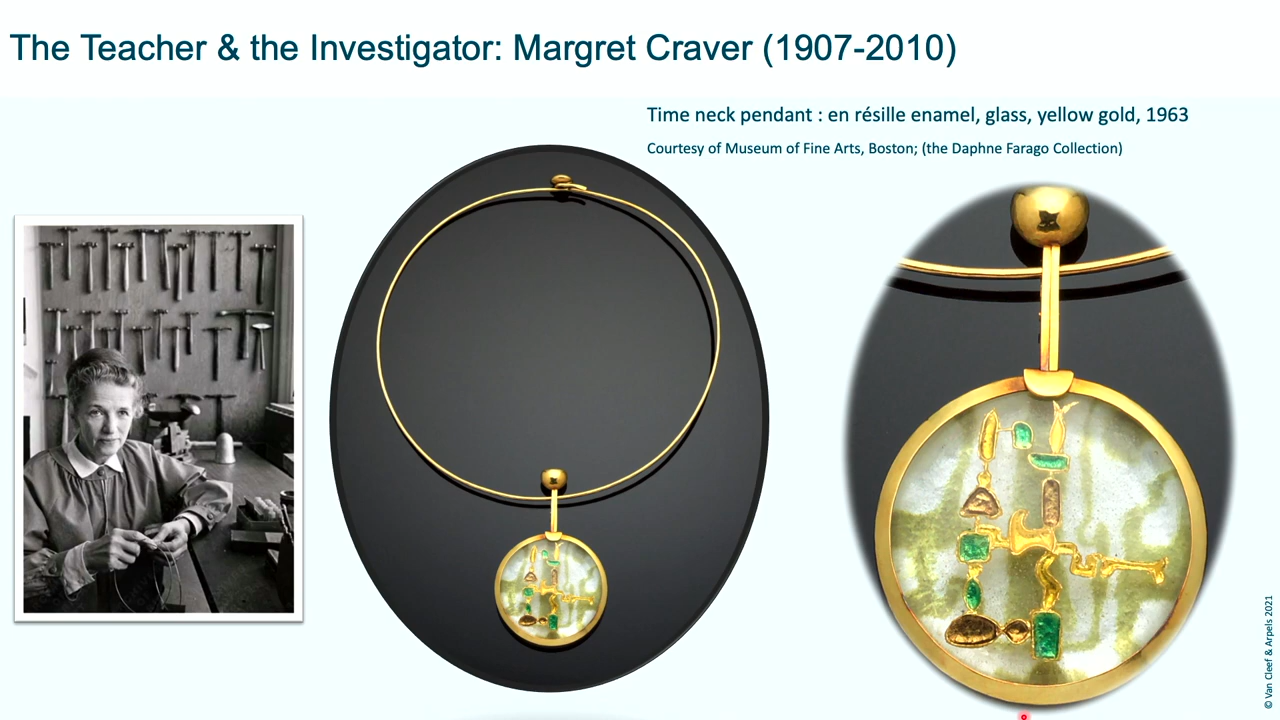 The Teacher & the Investigator: Margret Craver (1907-2010)
Time neck pendant : en résille enamel, glass, yellow gold, 1963
Courtesy of Museum of Fine Arts, Boston; (the Daphne Farago Collection)
© Van Cleef & Arpels 2021